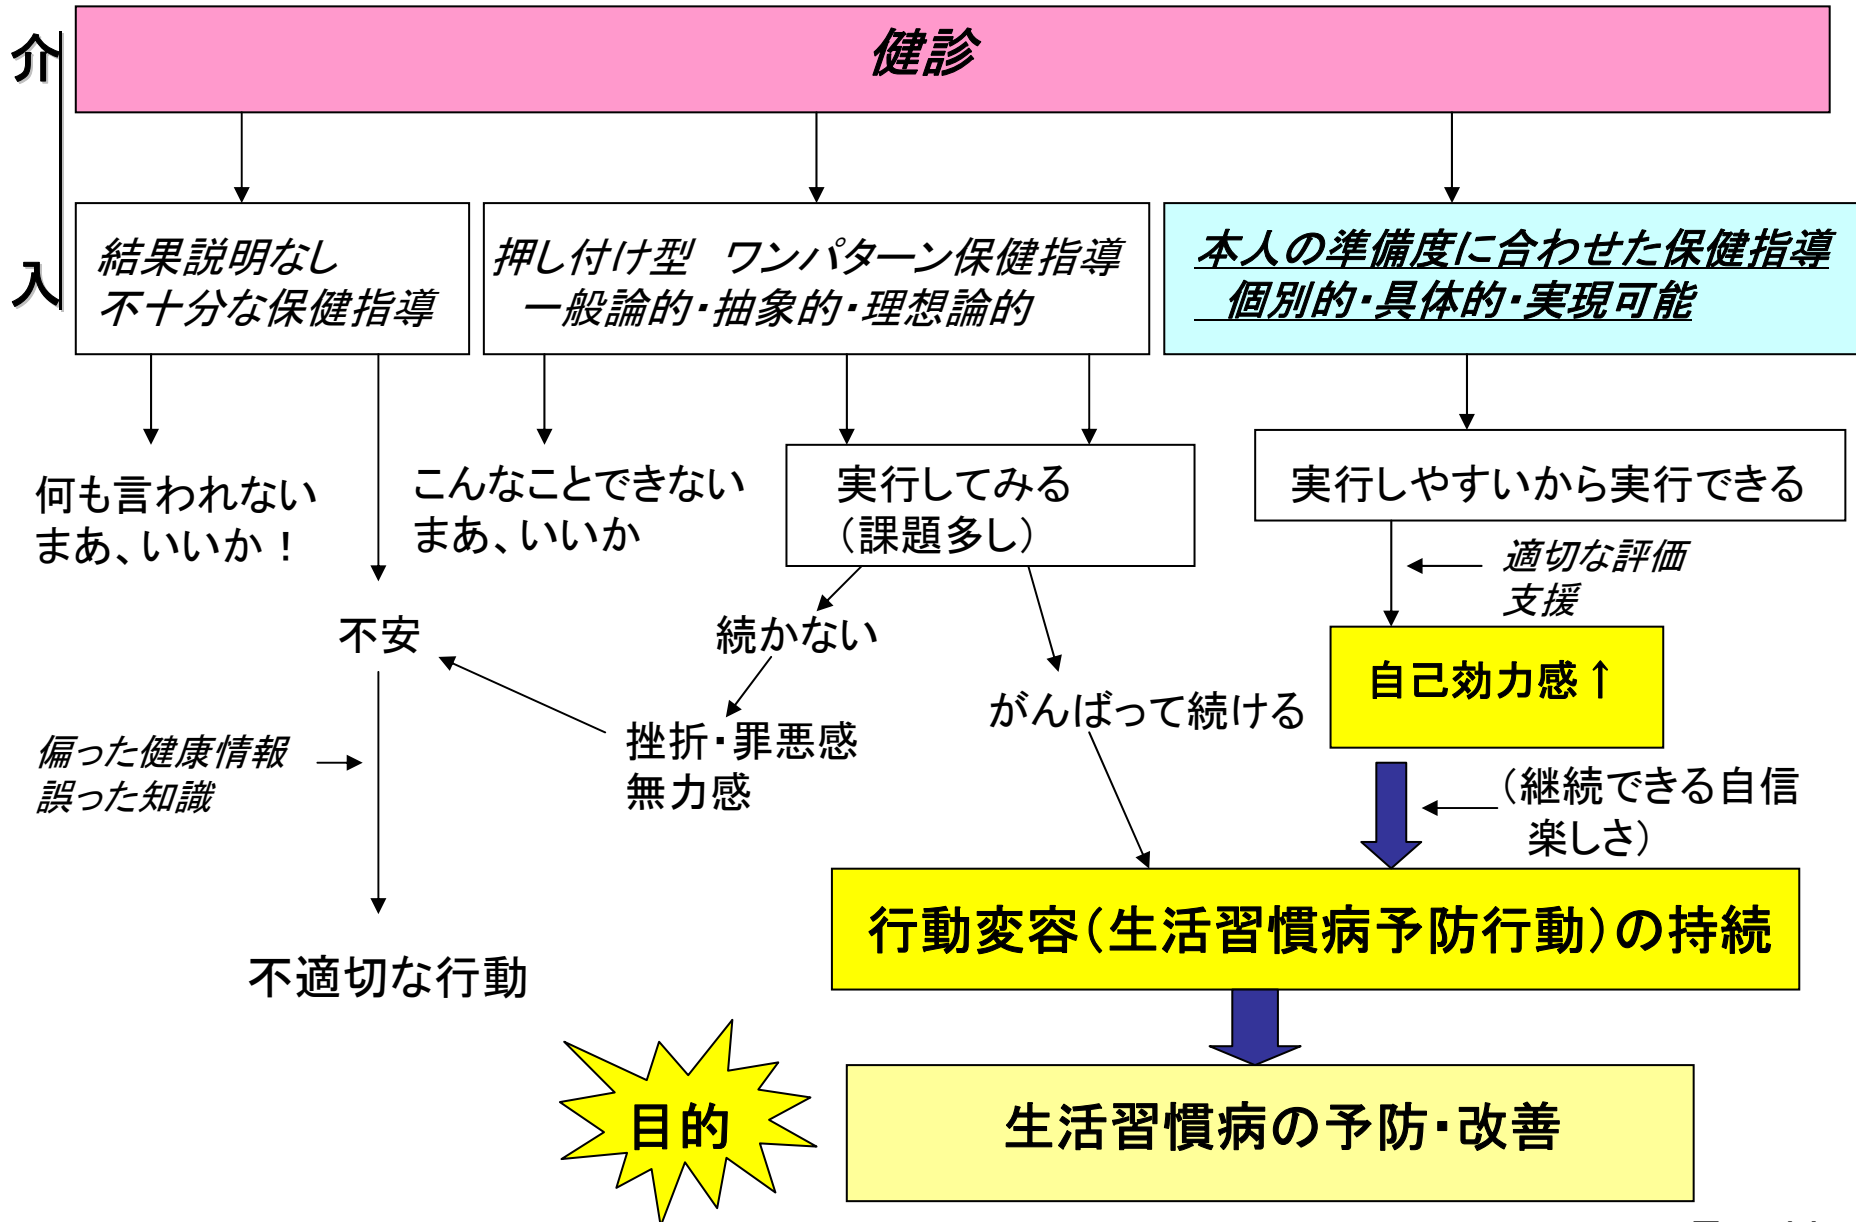 介
入
健診
結果説明なし
不十分な保健指導
押し付け型　ワンパターン保健指導
一般論的・抽象的・理想論的
本人の準備度に合わせた保健指導
個別的・具体的・実現可能
何も言われない
まあ、いいか！
こんなことできない
まあ、いいか
実行してみる
（課題多し）
実行しやすいから実行できる
適切な評価
支援
不安
続かない
自己効力感↑
がんばって続ける
偏った健康情報
誤った知識
挫折・罪悪感
無力感
（継続できる自信
楽しさ）
行動変容（生活習慣病予防行動）の持続
不適切な行動
目的
生活習慣病の予防・改善